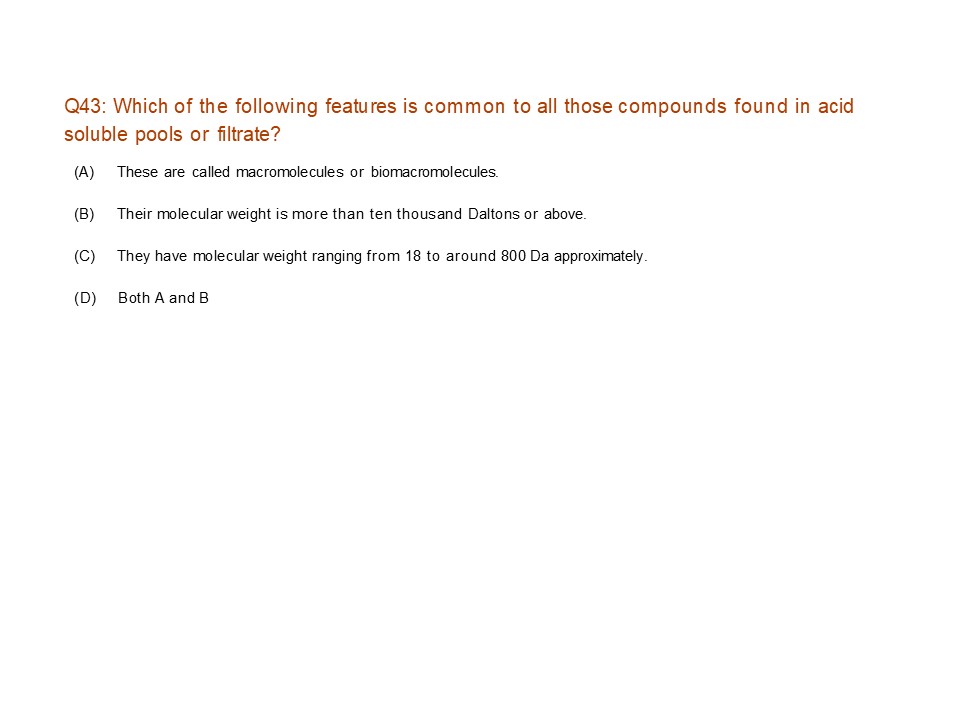 Q43: Which of the following features is common to all those compounds found in acid
soluble pools or filtrate?
(A) These are called macromolecules or biomacromolecules.
(B) Their molecular weight is more than ten thousand Daltons or above.
(C) They have molecular weight ranging from 18 to around 800 Da approximately.
(D) Both A and B